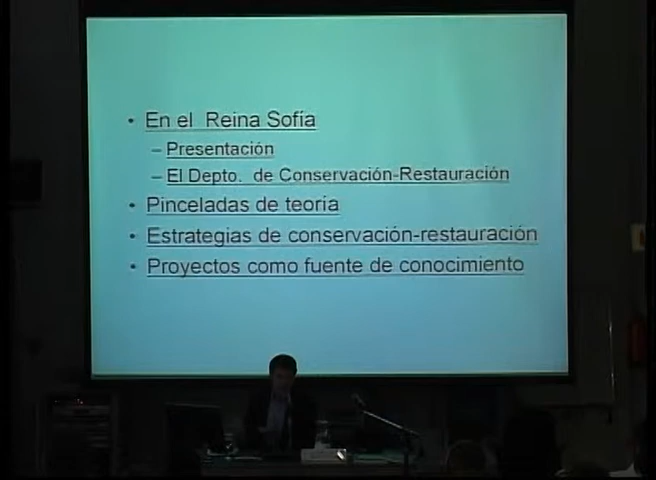 • En el Reina Sofía
– Presentación
– El Depto. de Conservación-Restauración
• Pinceladas de teoría
• Estrategias de conservación-restauración
• Proyectos como fuente de conocimiento